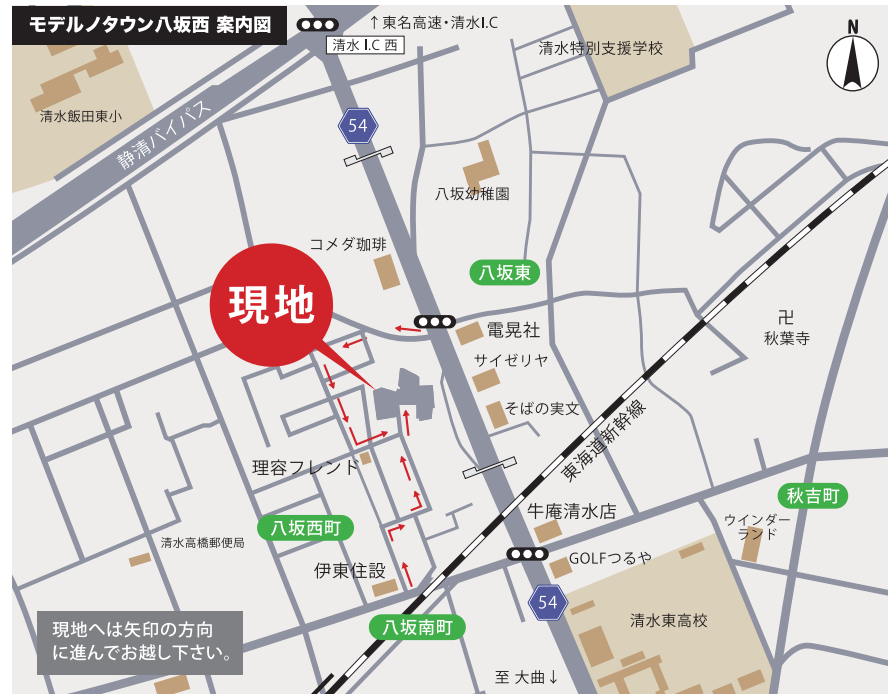 モデルノタウン八坂西 案内図
↑東名高速・清水I.C
清水 I.C 西
清水特別支援学校
清水飯田東小
静清バイパス
54
八坂幼稚園
コメダ珈琲
八坂東
現地
電晃社
卍
秋葉寺
サイゼリヤ
そばの実文
東海道新幹線
理容フレンド
秋吉町
牛庵清水店
八坂西町
ウインダー
ランド
清水高橋郵便局
GOLFつるや
伊東住設
54
八坂南町
清水東高校
現地へは矢印の方向
に進んでお越し下さい。
至 大曲↓